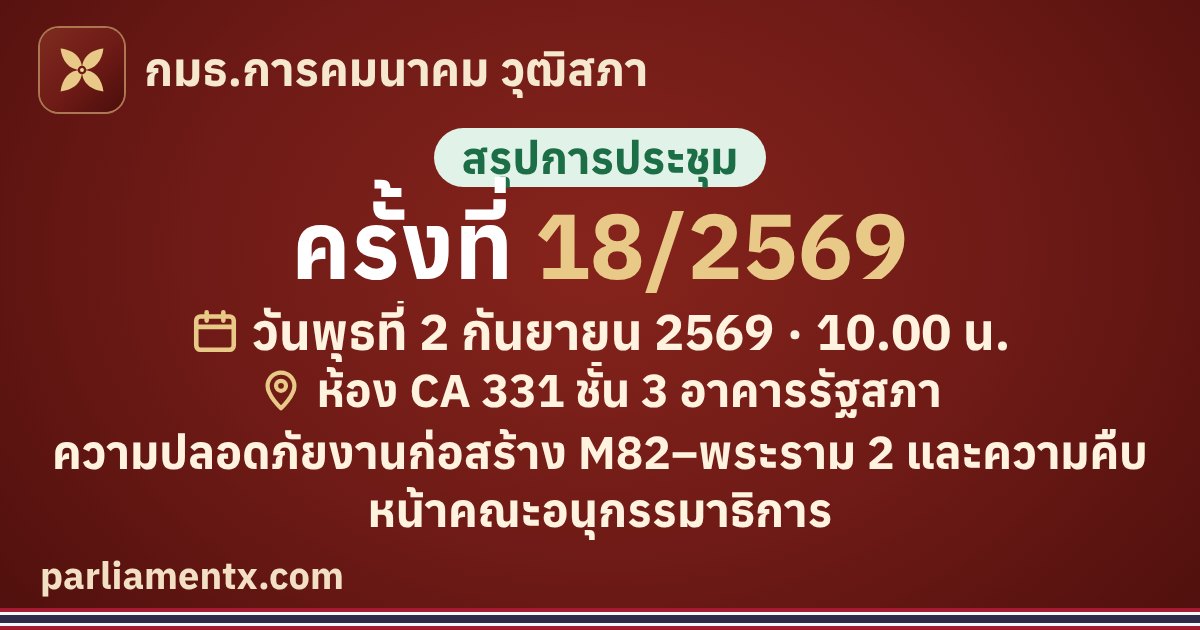 กมธ.การคมนาคม วุฒิสภา
สรุปการประชุม
ครั้งที่ 18/2569
วันพุธที่ 2 กันยายน 2569 · 10.00 น.
ห้อง CA 331 ชั้น 3 อาคารรัฐสภา
ความปลอดภัยงานก่อสร้าง M82–พระราม 2 และความคืบ
หน้าคณะอนุกรรมาธิการ
parliamentx.com